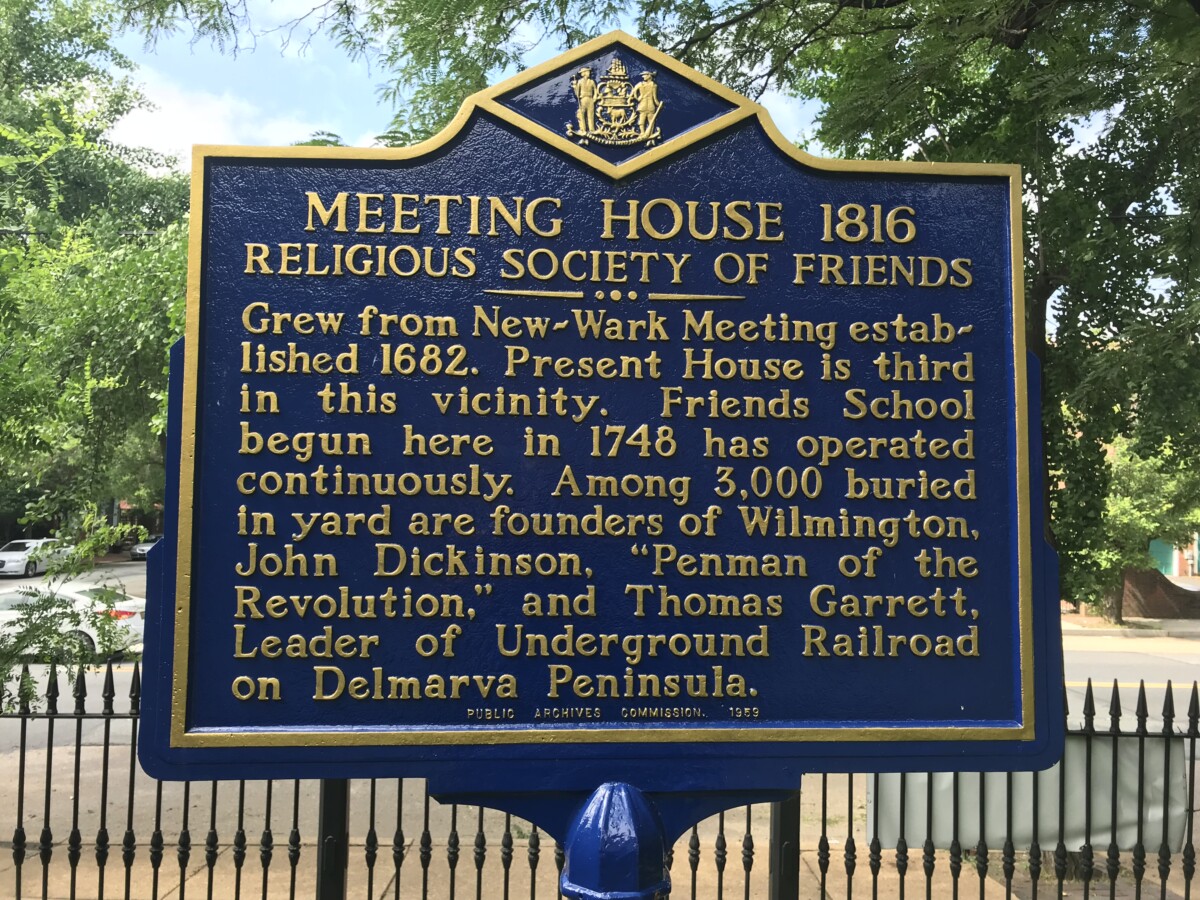 MEETING HOUSE 1816
RELIGIOUS SOCIETY OF FRIENDS
Grew from New-Wark Meeting estab-
lished 1682. Present House is third
in this vicinity. Friends School
begun here in 1748 has operated
continuously. Among 3,000 buried
in yard are founders of Wilmington,
John Dickinson, “Penman of the
Revolution,” and Thomas Garrett,
Leader of Underground Railroad
on Delmarva Peninsula.
PUBLIC ARCHIVES COMMISSION. 1959